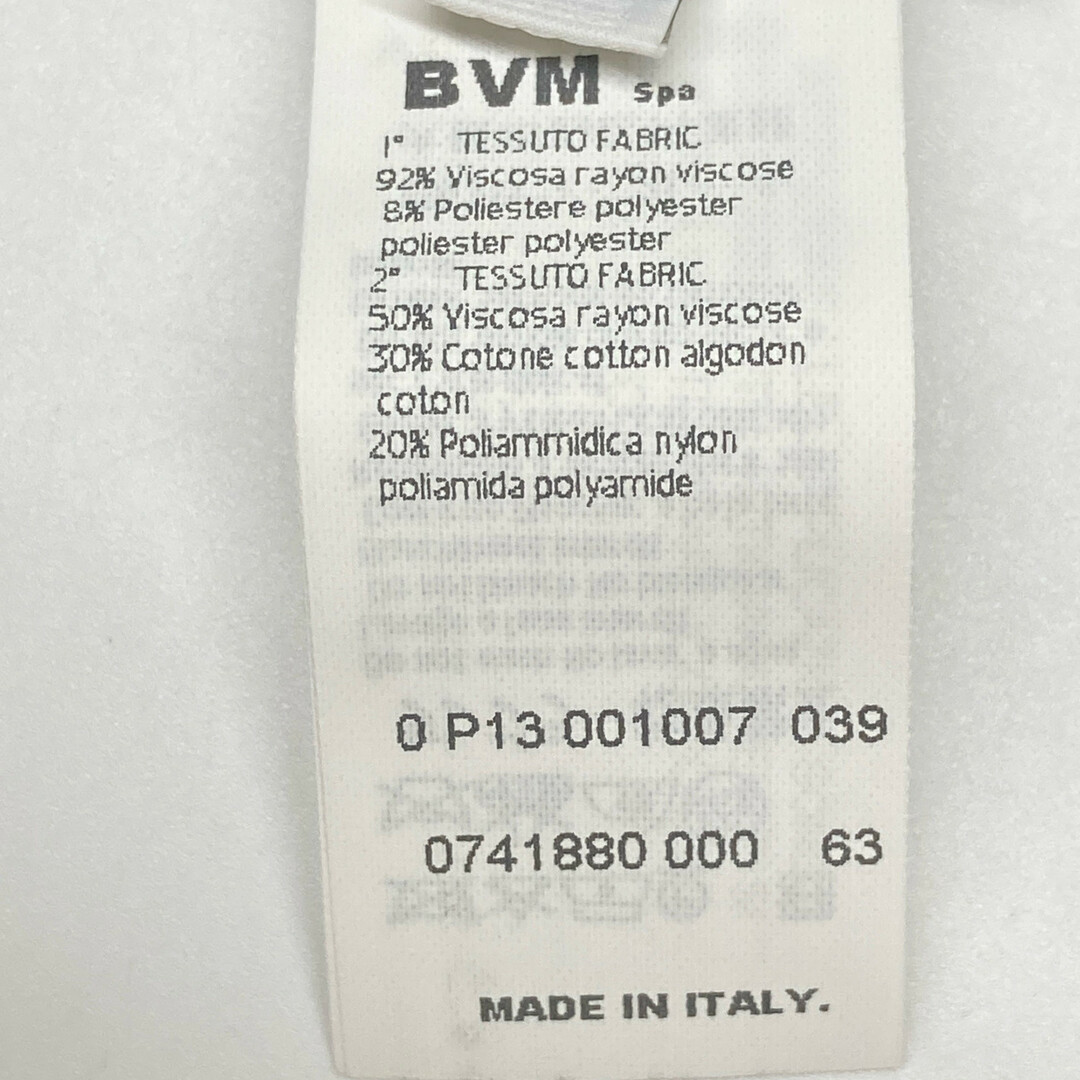 BVM Spa
1° TESSUTO FABRIC
92% Viscosa rayon viscose
8% Poliestere polyester
poliester polyester
2° TESSUTO FABRIC
50% Viscosa rayon viscose
30% Cotone cotton algodon
coton
20% Poliammidica nylon
poliamida polyamide
0 P13 001007 039
0741880 000 63
MADE IN ITALY.